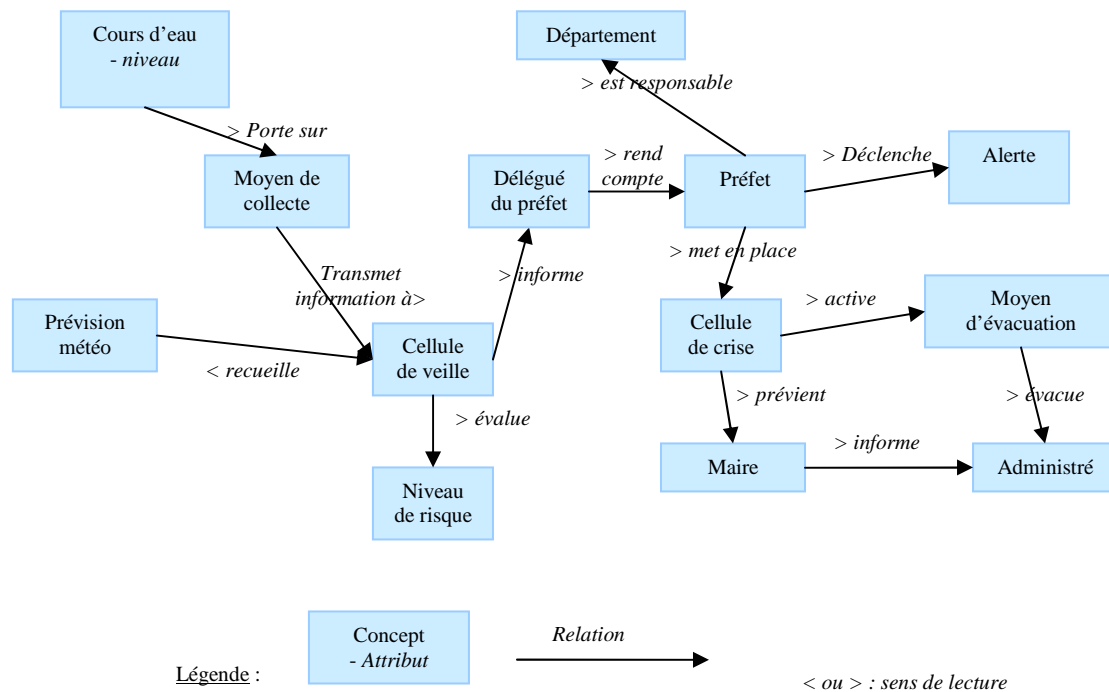 Cours d'eau
- niveau
Département
> est responsable
> Porte sur
Moyen de
collecte
Délégué
du préfet
> rend
compte
Préfet
> Déclenche
Alerte
Transmet
information à>
> informe
> met en place
Prévision
météo
< recueille
Cellule
de veille
Cellule
de crise
> active
Moyen
d'évacuation
> évalue
> prévient
> évacue
Niveau
de risque
Maire
> informe
Administré
Légende :
Concept
- Attribut
Relation
< ou > : sens de lecture